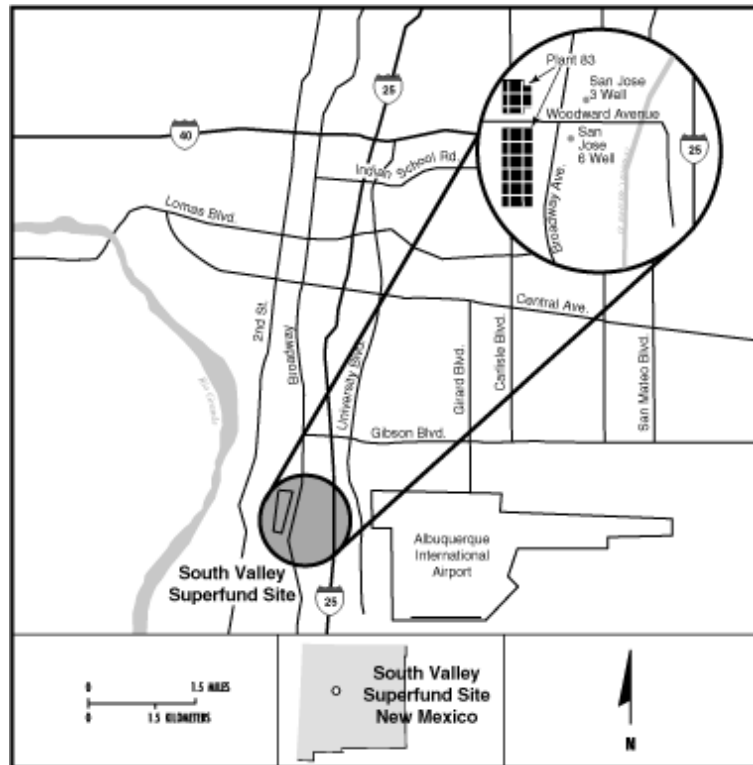 Plant 83
25
San Jose
3 Well
Woodward Avenue
San
Jose
6 Well
25
Broadway Ave.
40
Indian School Rd.
Lomas Blvd.
Central Ave.
2nd St.
Broadway
University Blvd.
Girard Blvd.
Carlisle Blvd.
San Mateo Blvd.
Rio Grande
Gibson Blvd.
Albuquerque
International
Airport
South Valley
Superfund Site
25
0
1.5 MILES
0
1.5 KILOMETERS
South Valley
Superfund Site
New Mexico
N